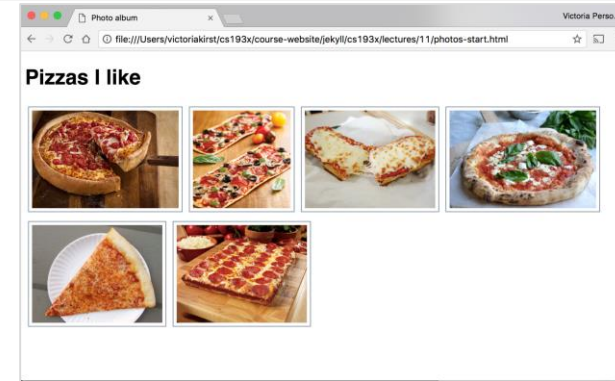 Photo album
Victoria Perso
file:///Users/victoriakirst/cs193x/course-website/jekyll/cs193x/lectures/11/photos-start.html
Pizzas I like